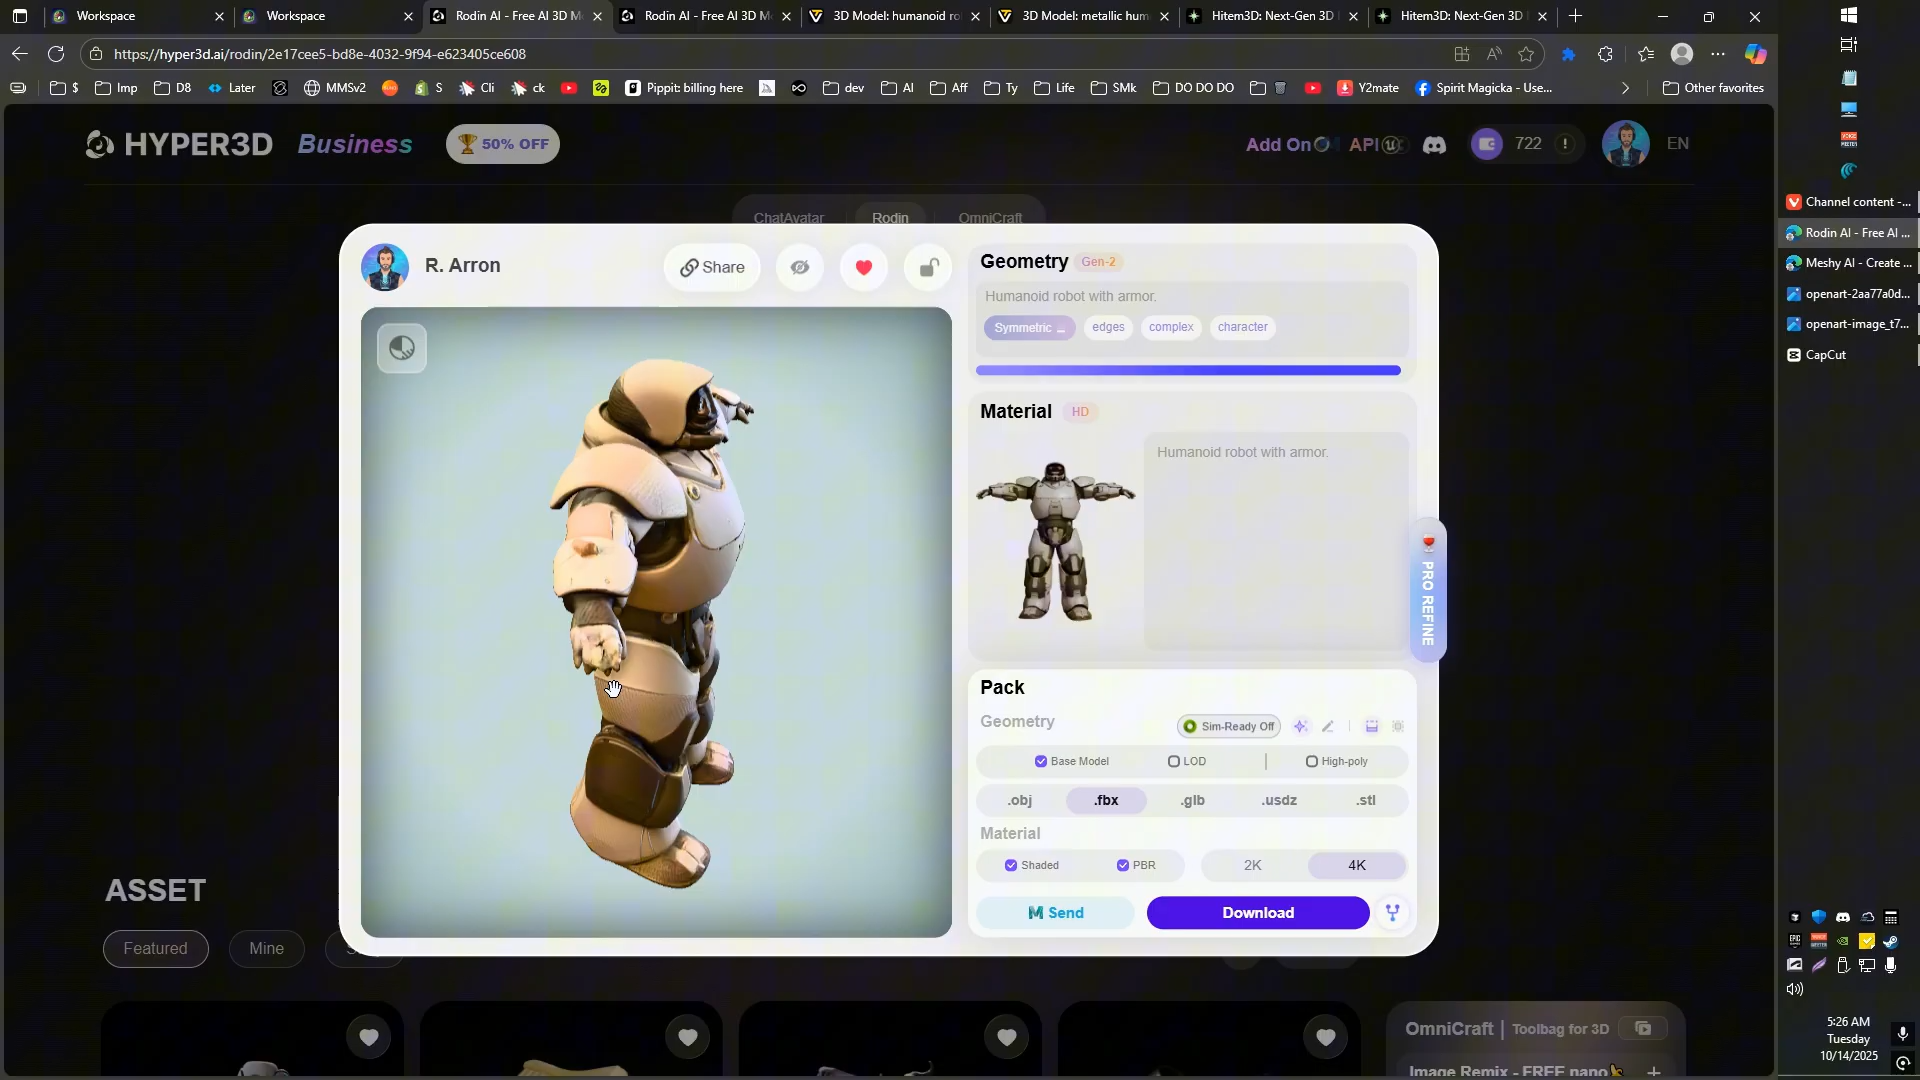 Workspace
Workspace
Rodin AI - Free AI 3D M
Rodin AI - Free AI 3D M
3D Model: humanoid ro
3D Model: metallic hum
Hitem3D: Next-Gen 3D
Hitem3D: Next-Gen 3D
https://hyper3d.ai/rodin/2e17cee5-bd8e-4032-9f94-e623405ce608
$
Imp
D8
Later
MMSv2
S
Cli
ck
Pippit: billing here
dev
AI
Aff
Ty
Life
SMk
DO DO DO
Y2mate
Spirit Magicka - Use...
Other favorites
HYPER3D
Business
50% OFF
Add On
API
722
EN
ChatAvatar
Rodin
OmniCraft
R. Arron
Share
Geometry
Gen-2
Humanoid robot with armor.
Symmetric
edges
complex
character
Material
HD
Humanoid robot with armor.
PRO REFINE
Pack
Geometry
Sim-Ready Off
Base Model
LOD
High-poly
.obj
.fbx
.glb
.usdz
.stl
Material
Shaded
PBR
2K
4K
Send
Download
ASSET
Featured
Mine
OmniCraft
Toolbag for 3D
Image Remix - FREE nano
Channel content -...
Rodin AI - Free AI ...
Meshy AI - Create ...
openart-2aa77a0d...
openart-image_t7...
CapCut
5:26 AM
Tuesday
10/14/2025